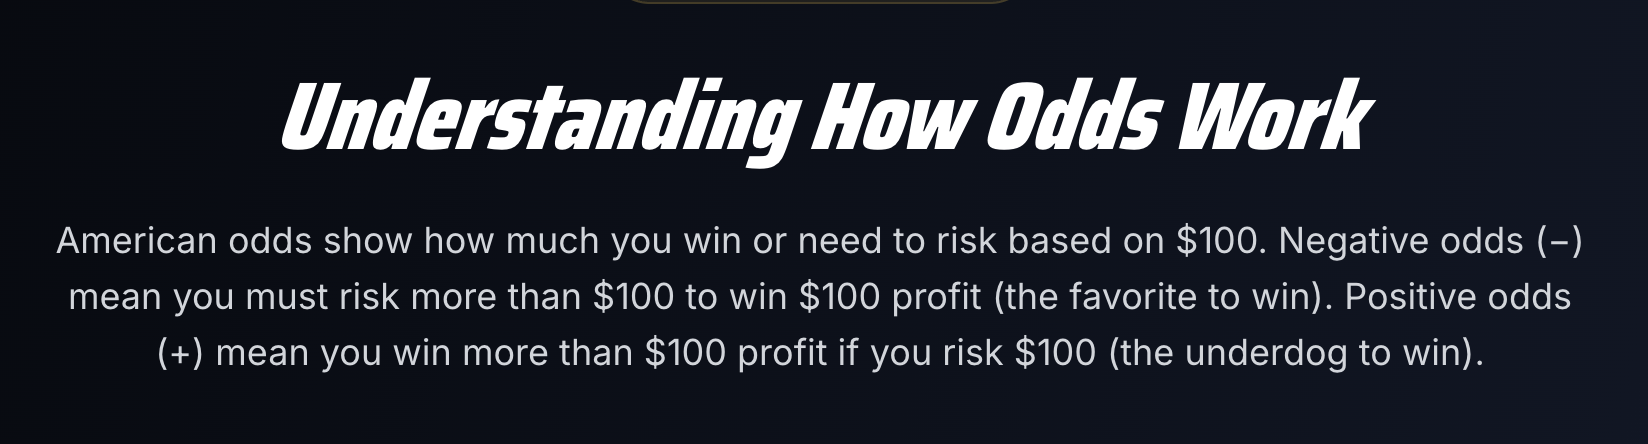 Understanding How Odds Work
American odds show how much you win or need to risk based on $100. Negative odds (−)
mean you must risk more than $100 to win $100 profit (the favorite to win). Positive odds
(+) mean you win more than $100 profit if you risk $100 (the underdog to win).